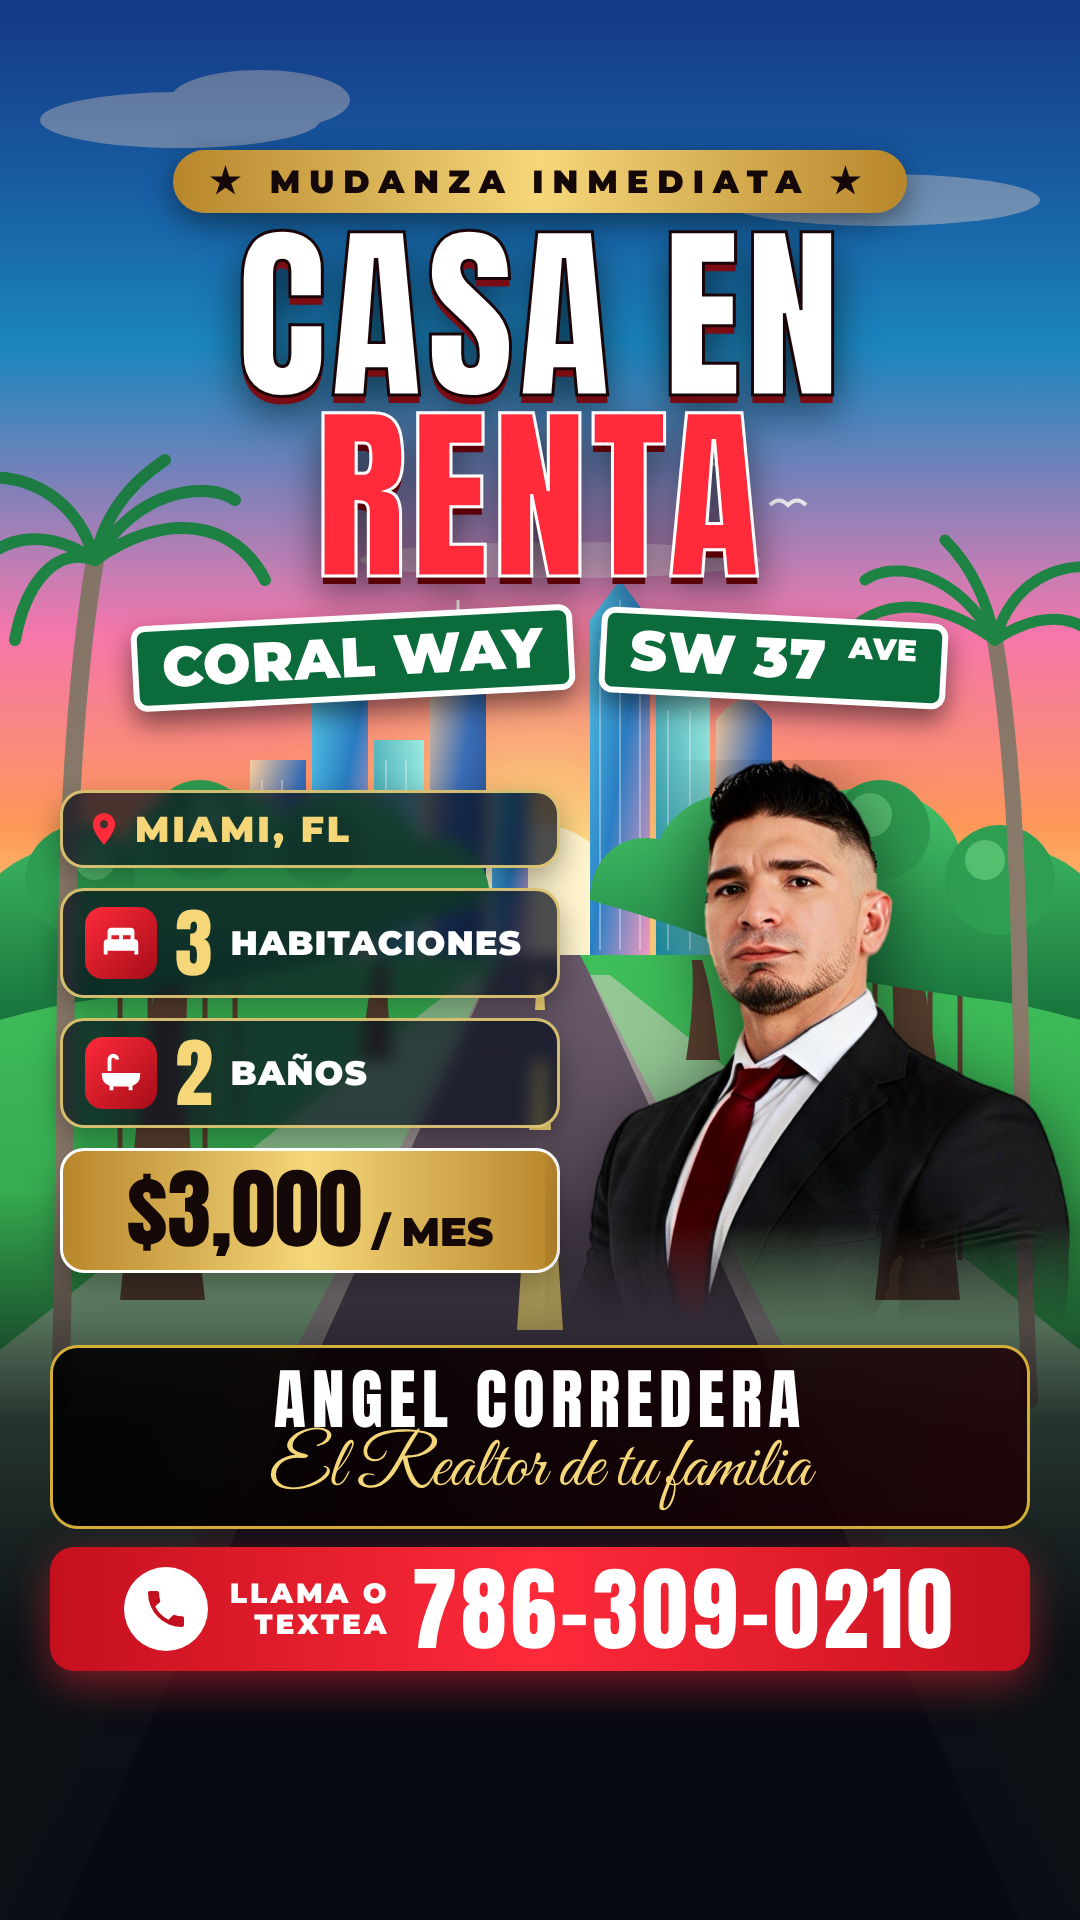 ★ MUDANZA INMEDIATA ★
CASA EN
RENTA
CORAL WAY
SW 37 AVE
MIAMI, FL
3 HABITACIONES
2 BAÑOS
$3,000 / MES
ANGEL CORREDERA
El Realtor de tu familia
LLAMA O
TEXTEA
786-309-0210